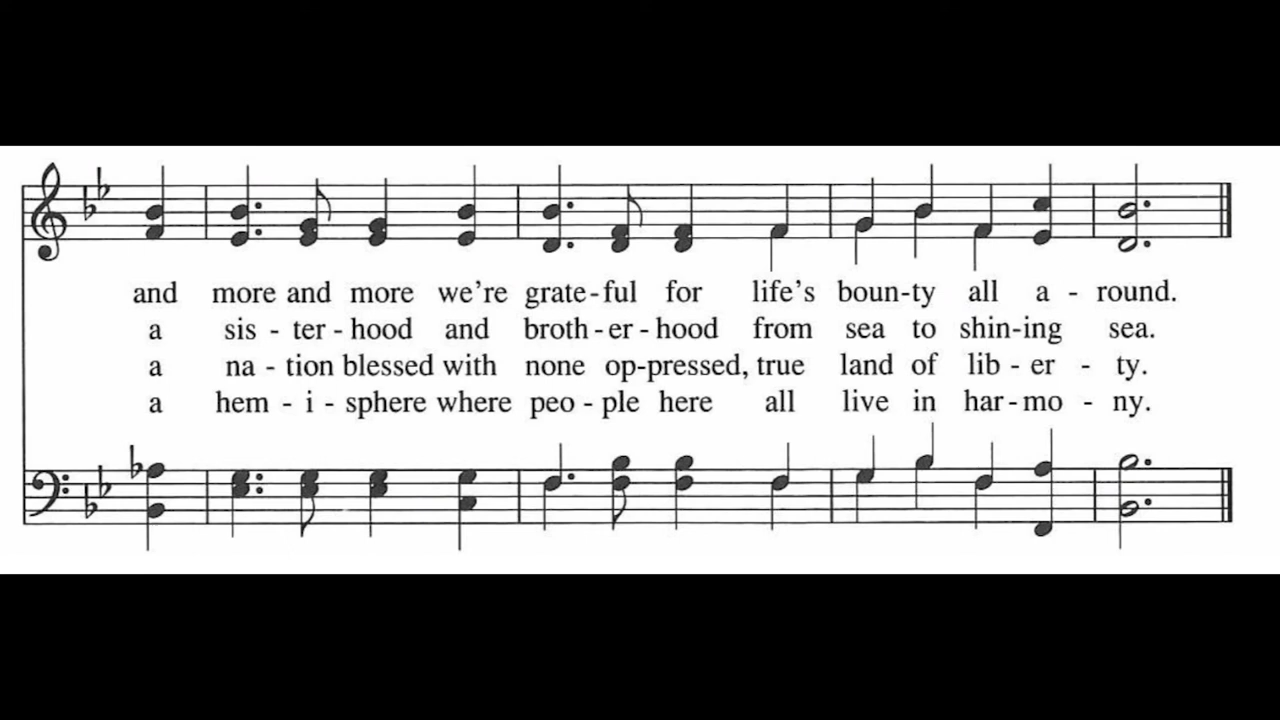 and more and more we're grate-ful for life's boun-ty all a - round.
a sis - ter - hood and broth - er - hood from sea to shin-ing sea.
a na - tion blessed with none op-pressed, true land of lib - er - ty.
a hem - i - sphere where peo - ple here all live in har-mo - ny.